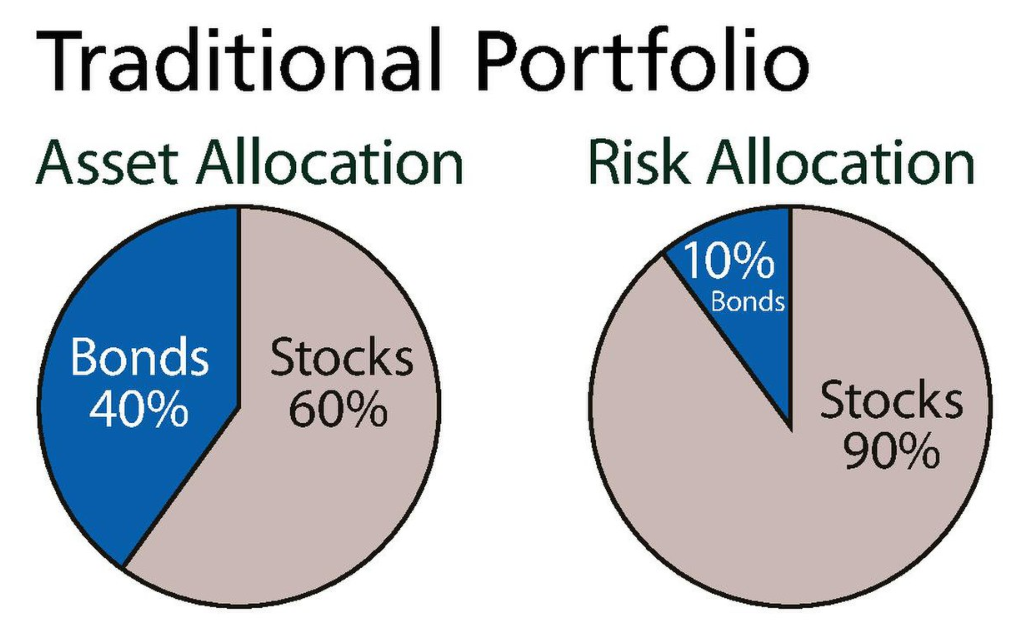 Traditional Portfolio
Asset Allocation
Bonds
40%
Stocks
60%
Risk Allocation
10%
Bonds
Stocks
90%